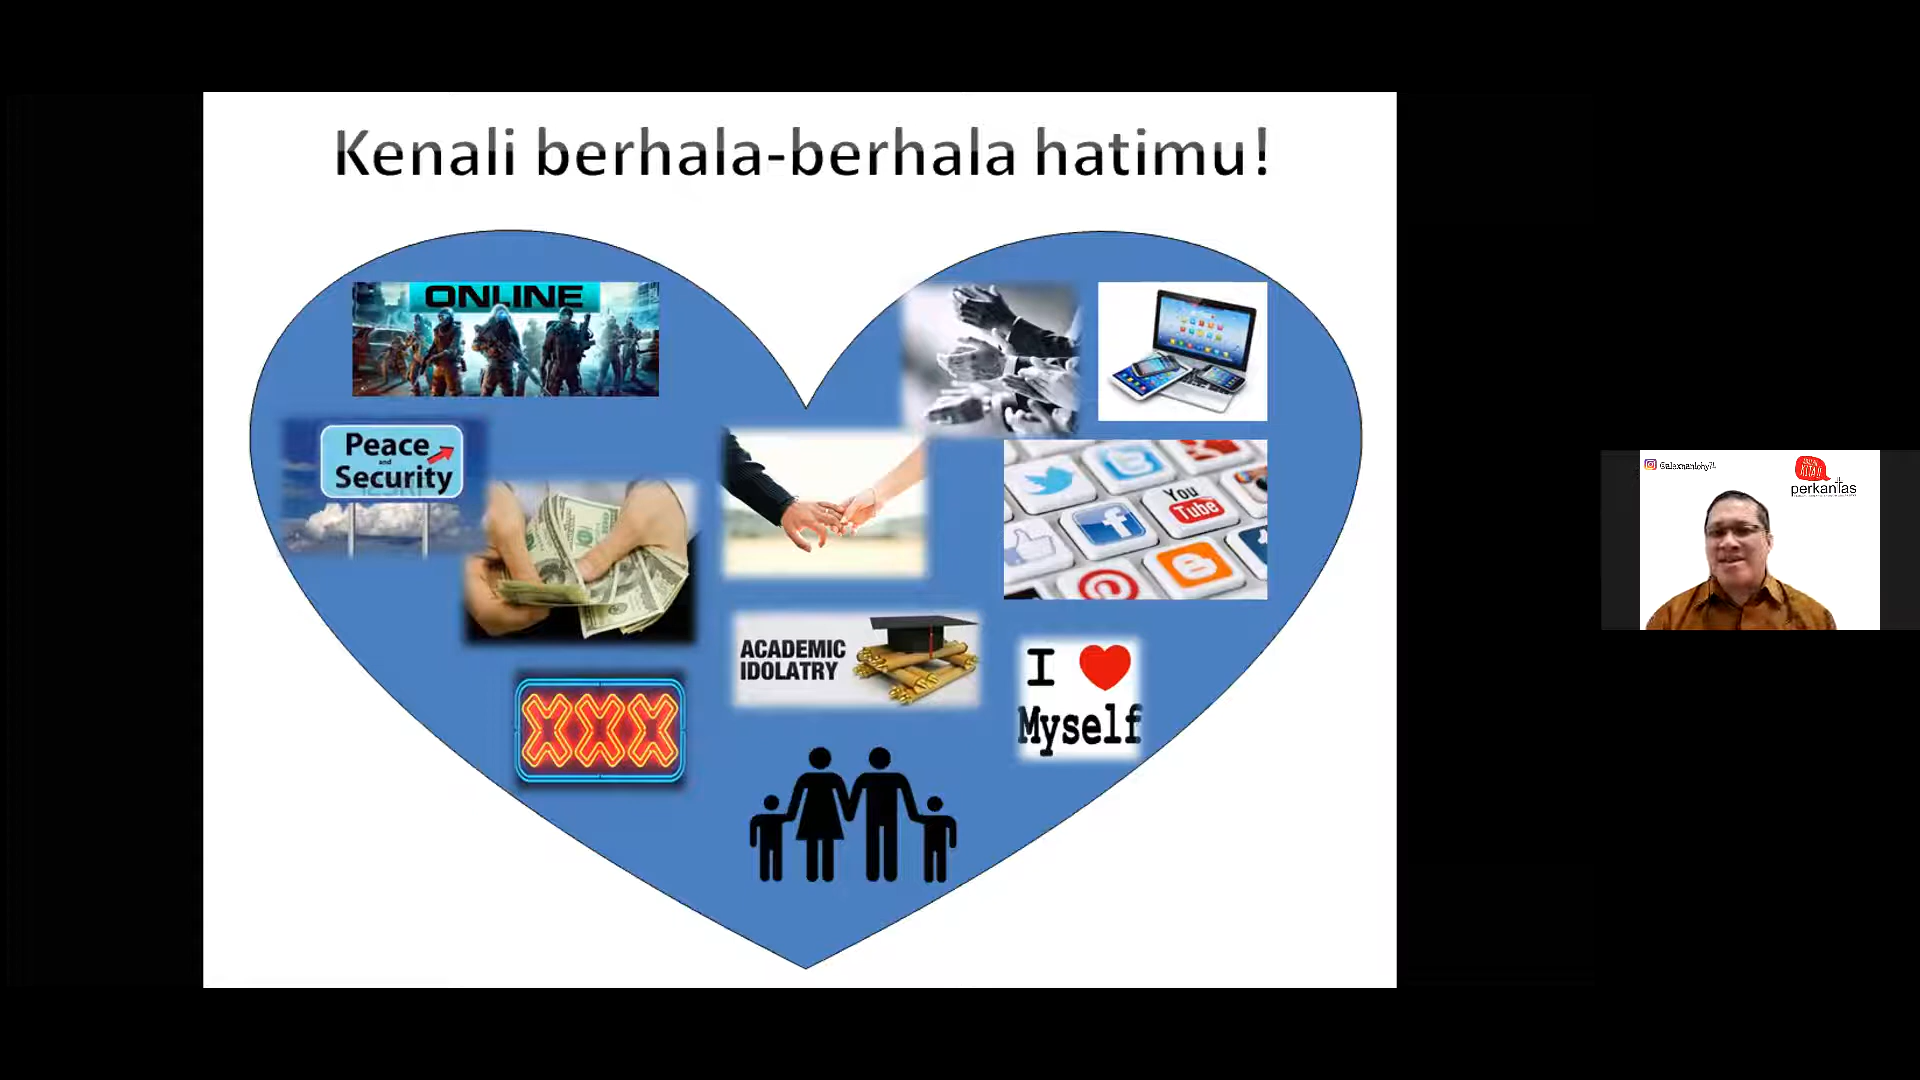 Kenali berhala-berhala hatimu!
ONLINE
Peace
and
Security
ACADEMIC
IDOLATRY
You
Tube
f
I
Myself
XXX
perkantas